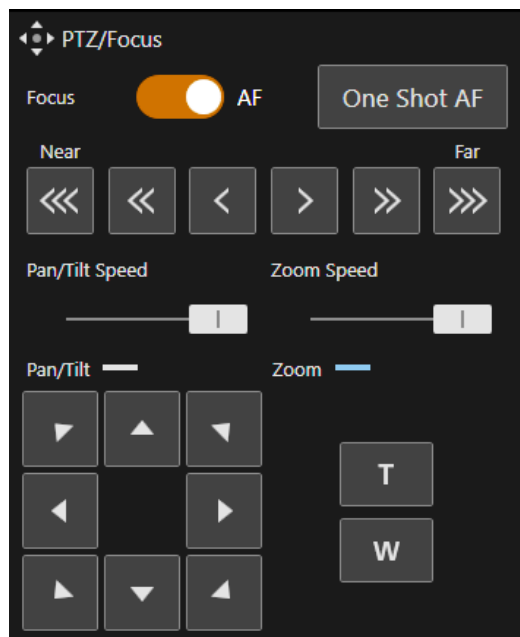 PTZ/Focus
Focus AF One Shot AF
Near Far
Pan/Tilt Speed Zoom Speed
Pan/Tilt Zoom
T
W